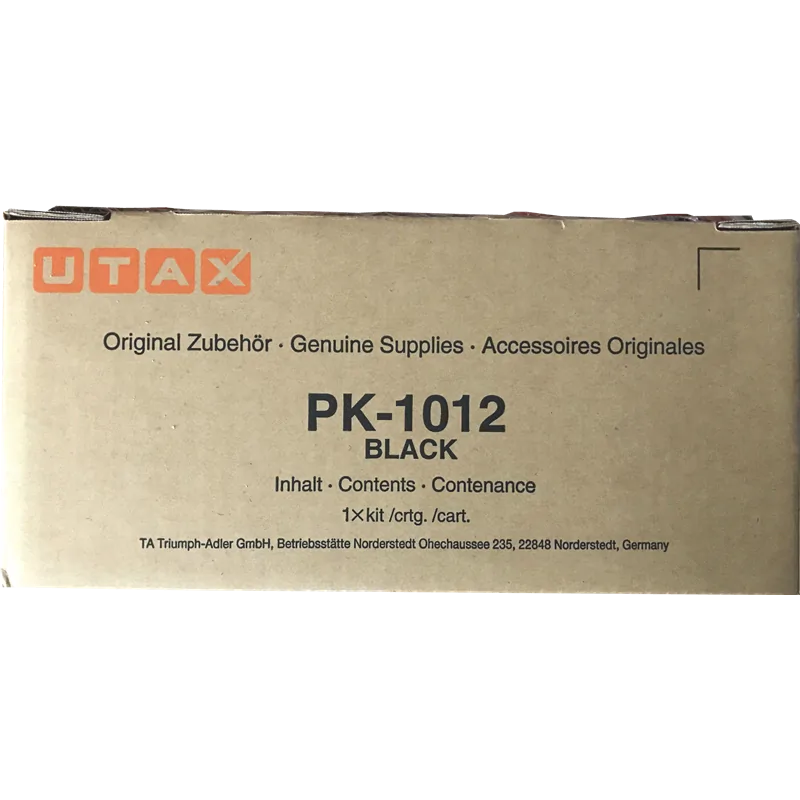 UTAX
Original Zubehör · Genuine Supplies · Accessoires Originales
PK-1012
BLACK
Inhalt · Contents · Contenance
1×kit /crtg. /cart.
TA Triumph-Adler GmbH, Betriebsstätte Norderstedt Ohechaussee 235, 22848 Norderstedt, Germany